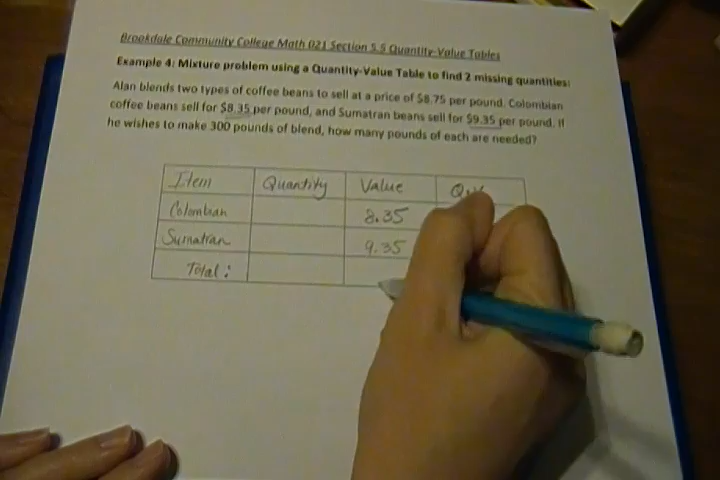 Brookdale Community College Math 021 Section 5.5 Quantity-Value Tables
Example 4: Mixture problem using a Quantity-Value Table to find 2 missing quantities:
Alan blends two types of coffee beans to sell at a price of $8.75 per pound. Colombian
coffee beans sell for $8.35 per pound, and Sumatran beans sell for $9.35 per pound. If
he wishes to make 300 pounds of blend, how many pounds of each are needed?
Item Quantity Value Q.V
Colombian 8.35
Sumatran 9.35
Total: